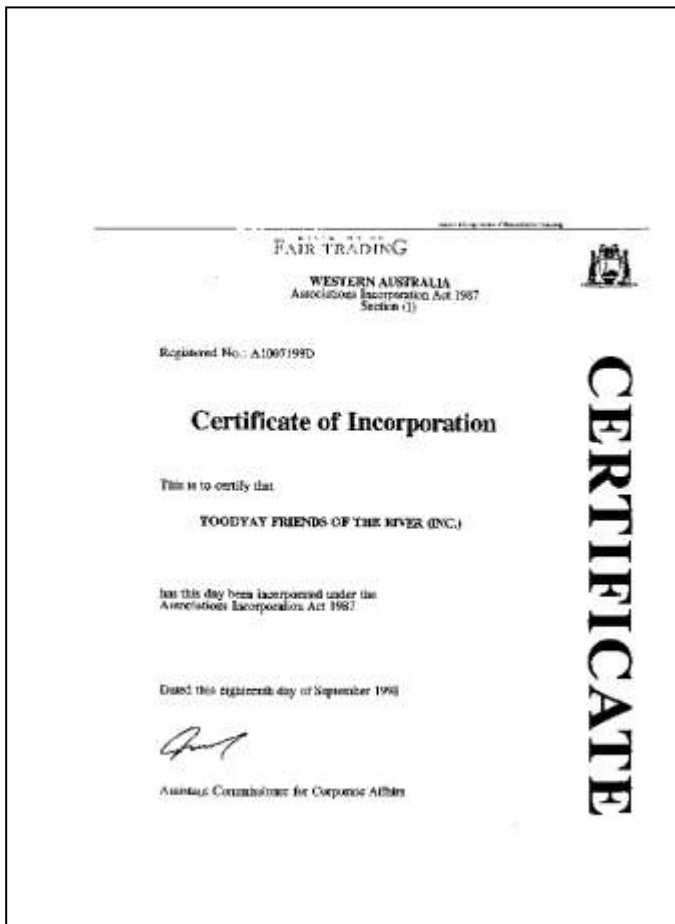 FAIR TRADING
WESTERN AUSTRALIA
Associations Incorporation Act 1987
Section (1)
Registered No.: A1007199D
Certificate of Incorporation
This is to certify that
TOODYAY FRIENDS OF THE RIVER (INC.)
has this day been incorporated under the
Associations Incorporation Act 1987
Dated this eighteenth day of September 1998
Assistant Commissioner for Corporate Affairs
CERTIFICATE